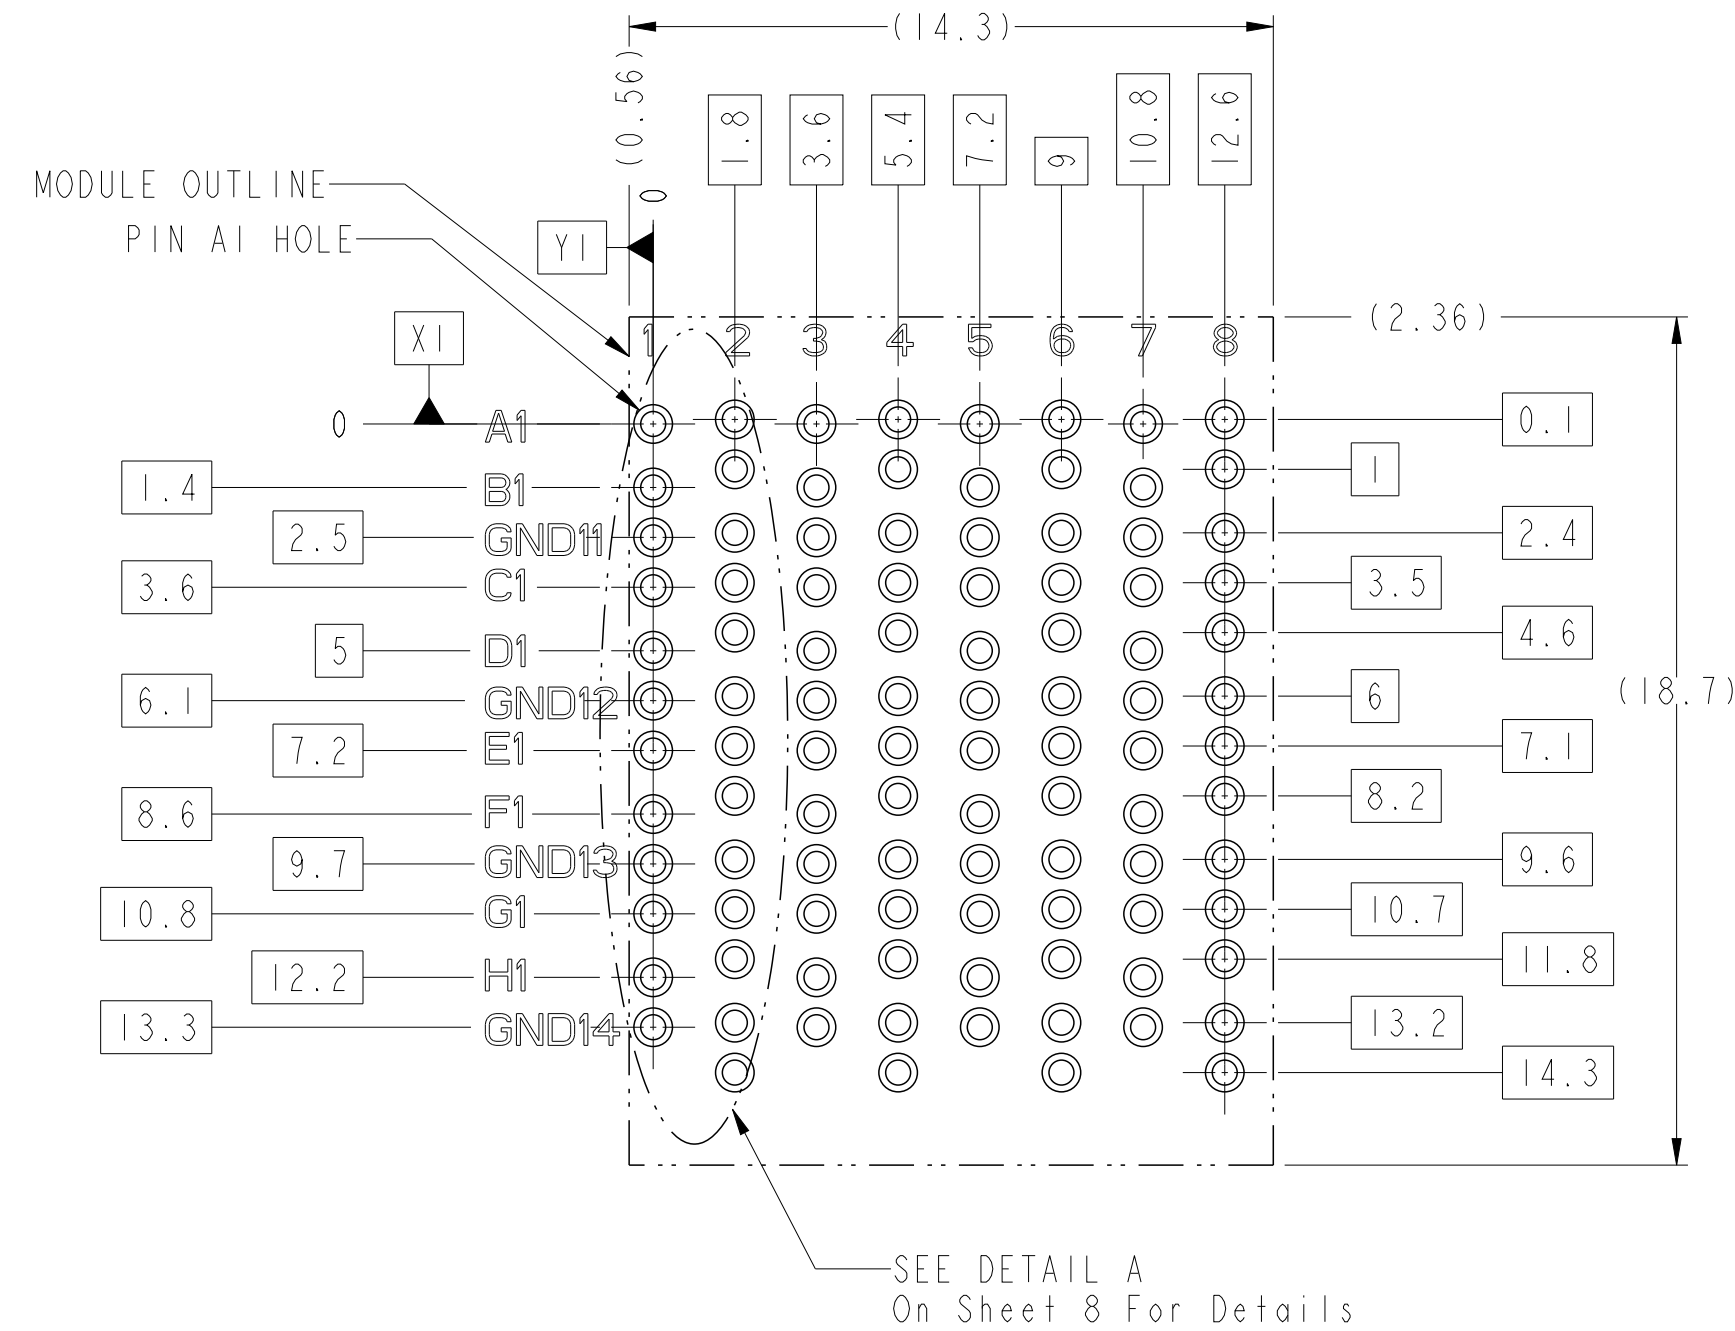 (14.3)
(0.56)
0
1.8
3.6
5.4
7.2
9
10.8
12.6
MODULE OUTLINE
PIN A1 HOLE
Y1
X1
(2.36)
1 2 3 4 5 6 7 8
0 A1 0.1
1
1.4 B1
2.5 GND11 2.4
3.6 C1 3.5
4.6
5 D1
6.1 GND12 6
(18.7)
7.2 E1 7.1
8.2
8.6 F1
9.7 GND13 9.6
10.8 G1 10.7
11.8
12.2 H1
13.3 GND14 13.2
14.3
SEE DETAIL A
On Sheet 8 For Details